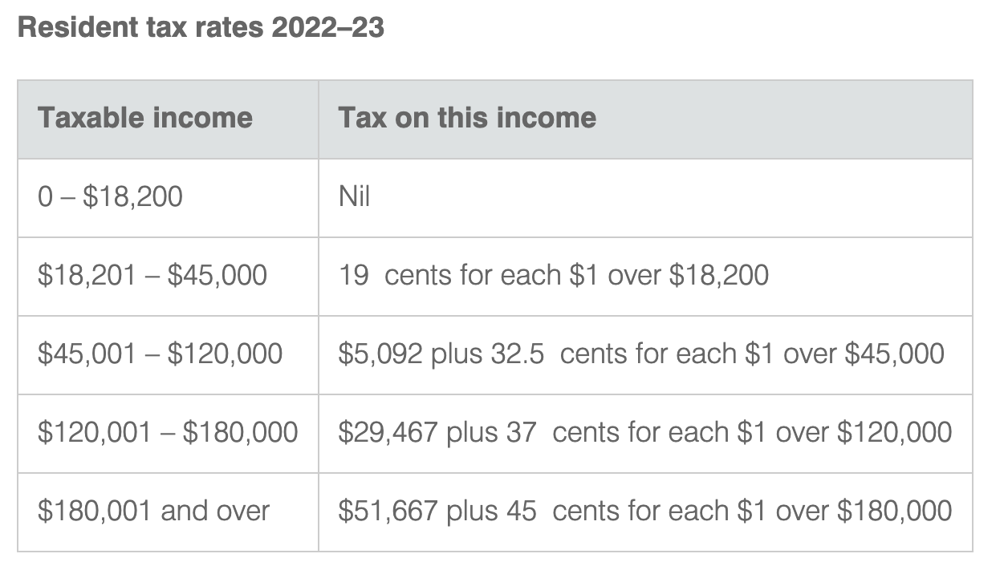 Resident tax rates 2022–23
Taxable income Tax on this income
0 – $18,200 Nil
$18,201 – $45,000 19 cents for each $1 over $18,200
$45,001 – $120,000 $5,092 plus 32.5 cents for each $1 over $45,000
$120,001 – $180,000 $29,467 plus 37 cents for each $1 over $120,000
$180,001 and over $51,667 plus 45 cents for each $1 over $180,000